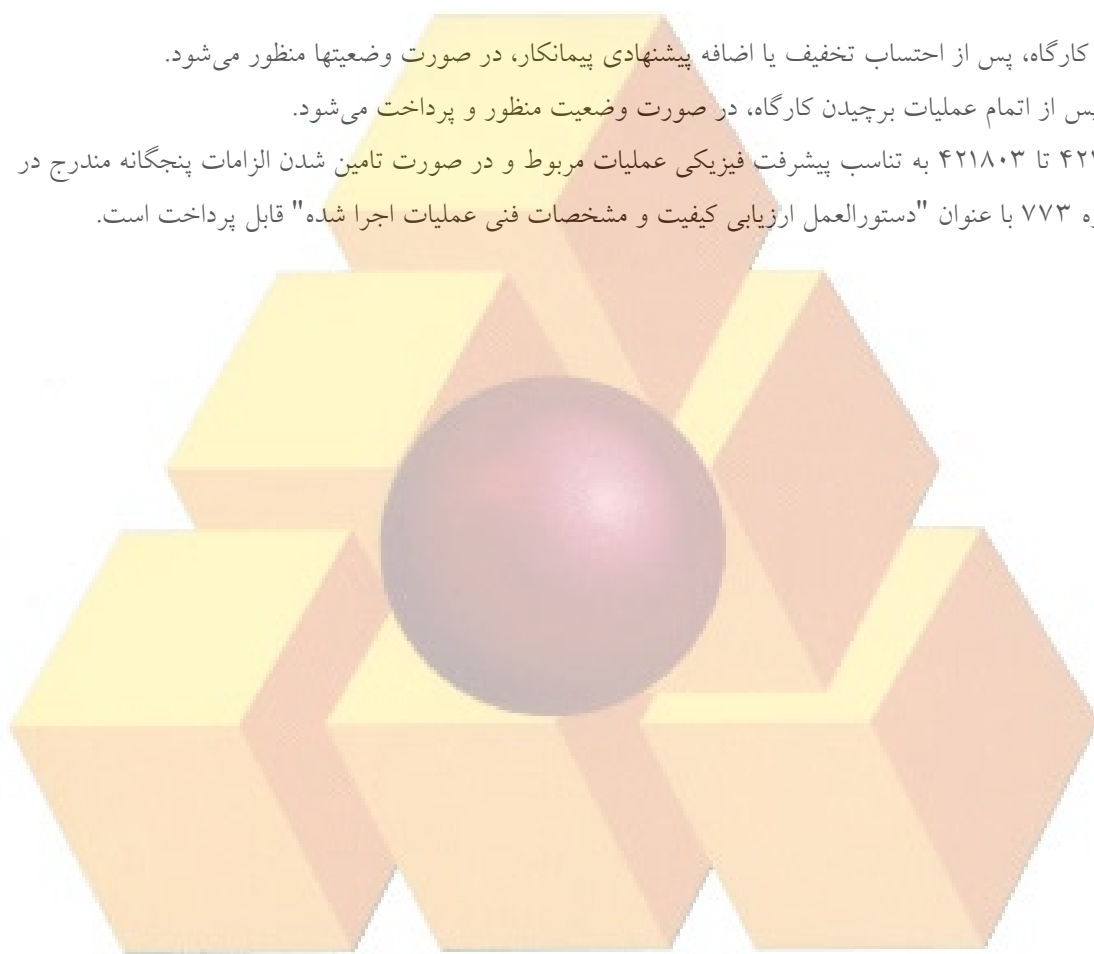 کارگاه، پس از احتساب تخفیف یا اضافه پیشنهادی پیمانکار، در صورت وضعیتها منظور می‌شود.
پس از اتمام عملیات برچیدن کارگاه، در صورت وضعیت منظور و پرداخت می‌شود.
تا ۴۲۱۸۰۳ به تناسب پیشرفت فیزیکی عملیات مربوط و در صورت تامین شدن الزامات پنجگانه مندرج در
۷۷۳ با عنوان "دستورالعمل ارزیابی کیفیت و مشخصات فنی عملیات اجرا شده" قابل پرداخت است.